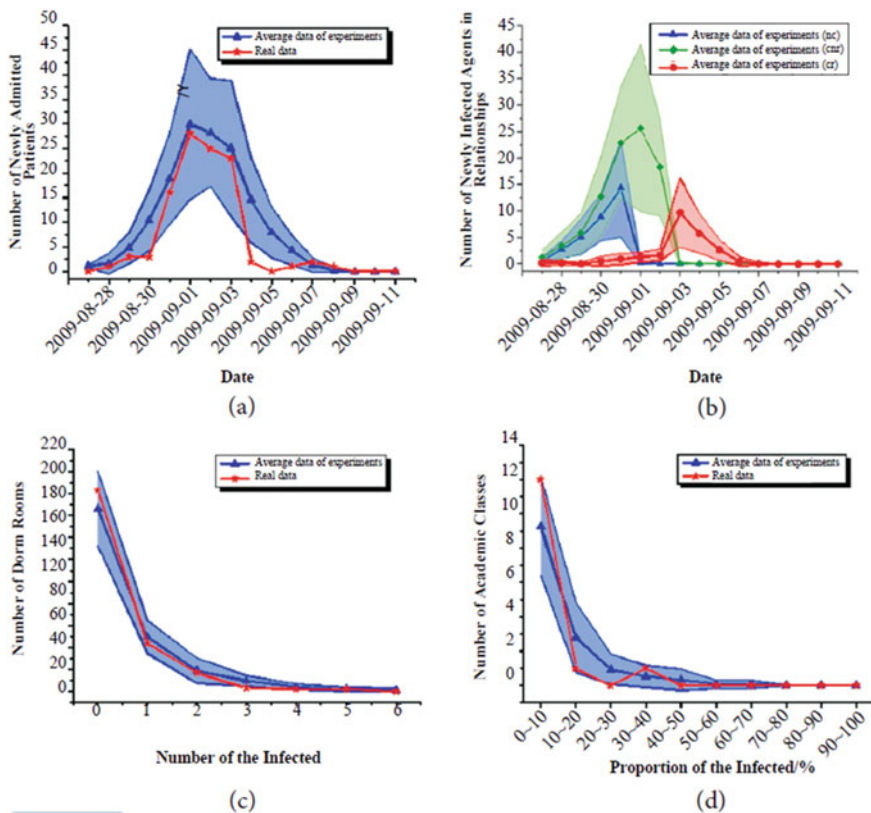 Number of Newly Admitted
Patients
50
45
40
35
30
25
20
15
10
5
0
Average data of experiments
Real data
2009-08-28
2009-08-30
2009-09-01
2009-09-03
2009-09-05
2009-09-07
2009-09-09
2009-09-11
Date
(a)
Number of Newly Infected Agents in
Relationships
45
40
35
30
25
20
15
10
5
0
Average data of experiments (nc)
Average data of experiments (cnr)
Average data of experiments (cr)
2009-08-28
2009-08-30
2009-09-01
2009-09-03
2009-09-05
2009-09-07
2009-09-09
2009-09-11
Date
(b)
Number of Dorm Rooms
220
200
180
160
140
120
100
80
60
40
20
0
Average data of experiments
Real data
0 1 2 3 4 5 6
Number of the Infected
(c)
Number of Academic Classes
14
12
10
8
6
4
2
0
Average data of experiments
Real data
0~10
10~20
20~30
30~40
40~50
50~60
60~70
70~80
80~90
90~100
Proportion of the Infected/%
(d)